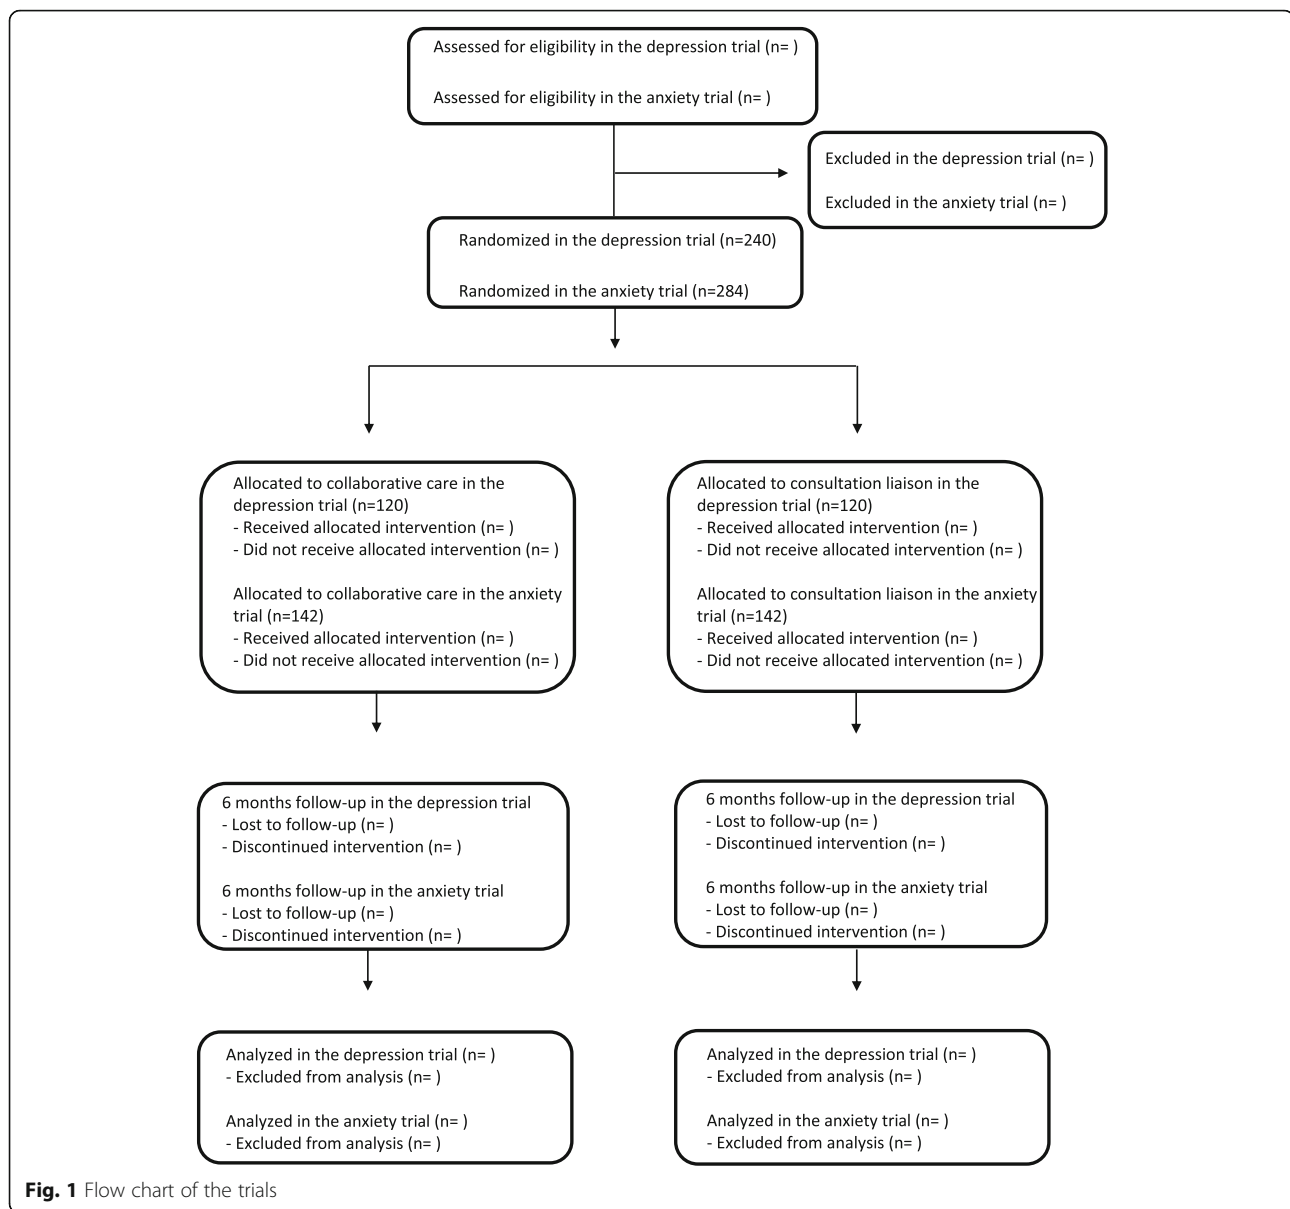 Assessed for eligibility in the depression trial (n= )
Assessed for eligibility in the anxiety trial (n= )
Excluded in the depression trial (n= )
Excluded in the anxiety trial (n= )
Randomized in the depression trial (n=240)
Randomized in the anxiety trial (n=284)
Allocated to collaborative care in the
depression trial (n=120)
- Received allocated intervention (n= )
- Did not receive allocated intervention (n= )
Allocated to collaborative care in the anxiety
trial (n=142)
- Received allocated intervention (n= )
- Did not receive allocated intervention (n= )
Allocated to consultation liaison in the
depression trial (n=120)
- Received allocated intervention (n= )
- Did not receive allocated intervention (n= )
Allocated to consultation liaison in the anxiety
trial (n=142)
- Received allocated intervention (n= )
- Did not receive allocated intervention (n= )
6 months follow-up in the depression trial
- Lost to follow-up (n= )
- Discontinued intervention (n= )
6 months follow-up in the anxiety trial
- Lost to follow-up (n= )
- Discontinued intervention (n= )
6 months follow-up in the depression trial
- Lost to follow-up (n= )
- Discontinued intervention (n= )
6 months follow-up in the anxiety trial
- Lost to follow-up (n= )
- Discontinued intervention (n= )
Analyzed in the depression trial (n= )
- Excluded from analysis (n= )
Analyzed in the anxiety trial (n= )
- Excluded from analysis (n= )
Analyzed in the depression trial (n= )
- Excluded from analysis (n= )
Analyzed in the anxiety trial (n= )
- Excluded from analysis (n= )
Fig. 1 Flow chart of the trials